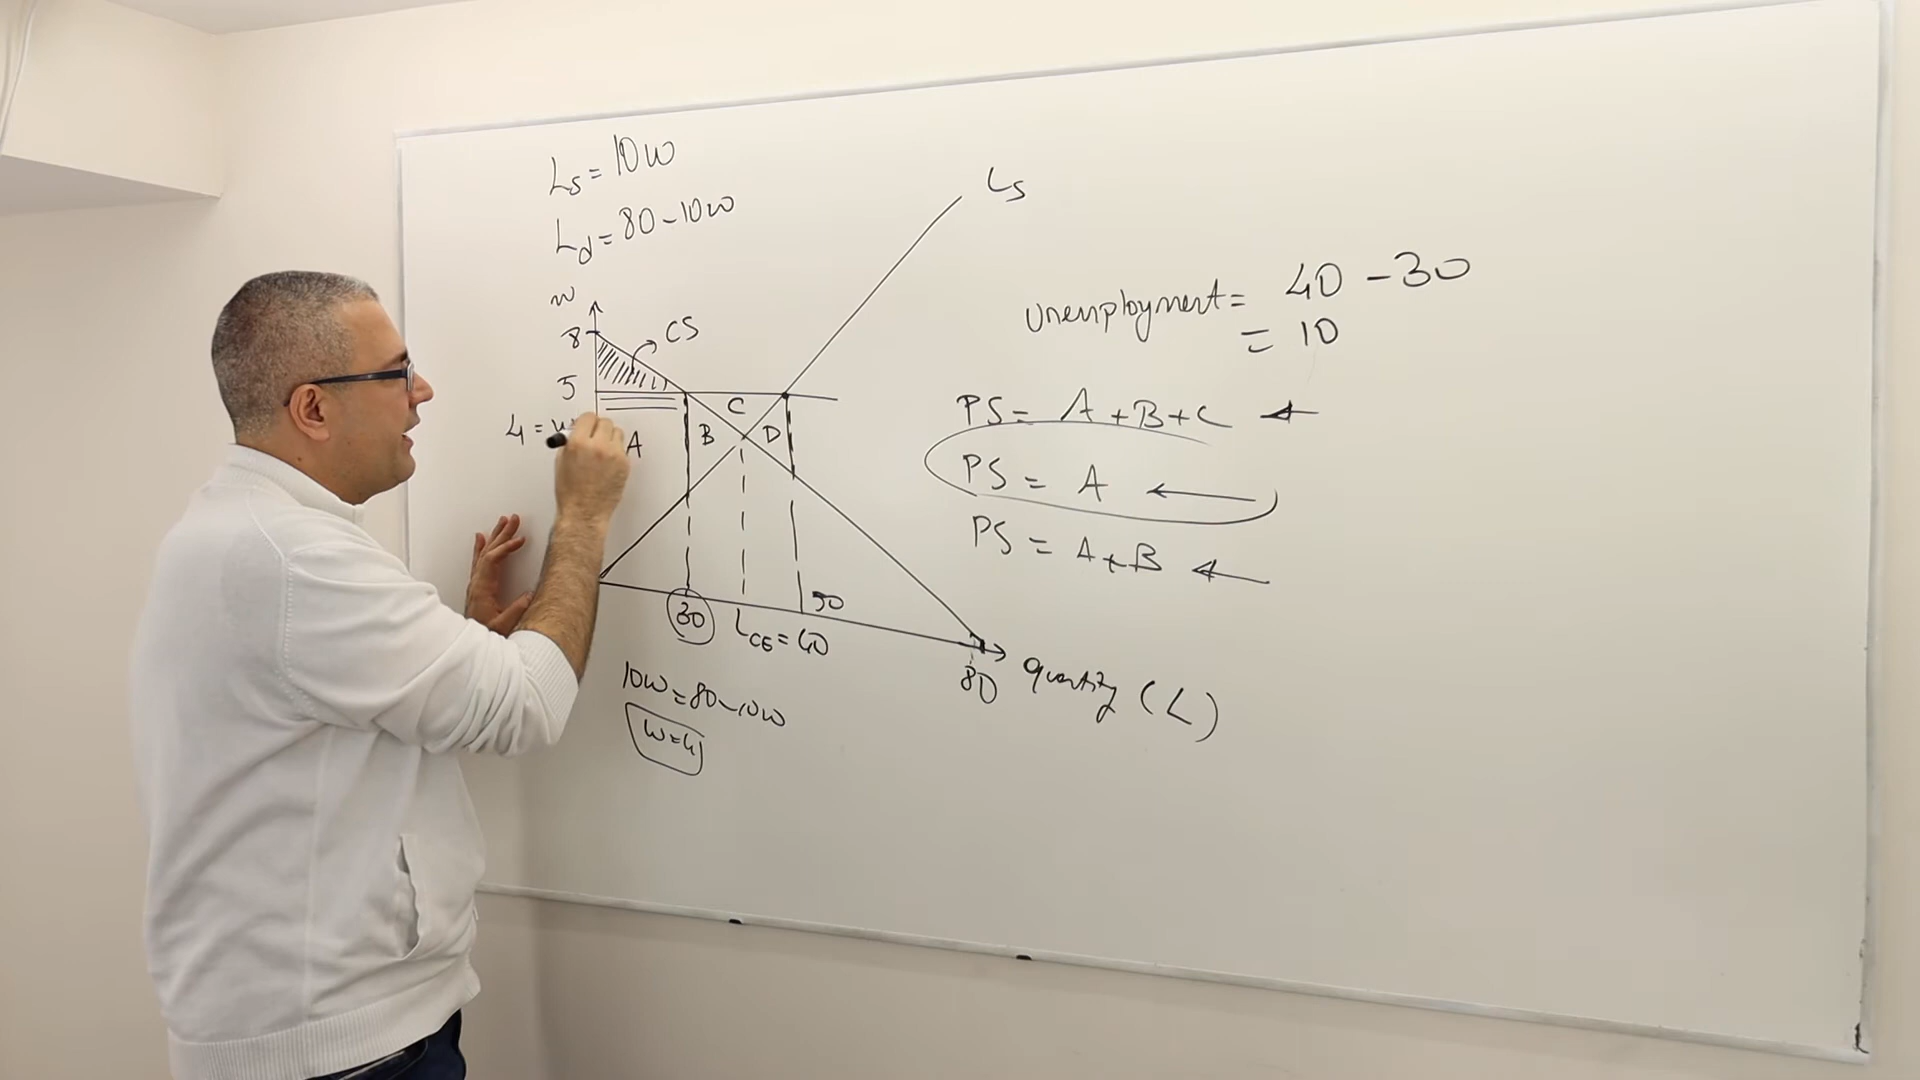 Ls = 10w
Ld = 80 - 10w
w
8
CS
5
4 =
A
B
C
D
30
LCE = 40
50
80
quantity (L)
10w = 80 - 10w
w = 4
Ls
unemployment = 40 - 30
= 10
PS = A + B + C
PS = A
PS = A + B